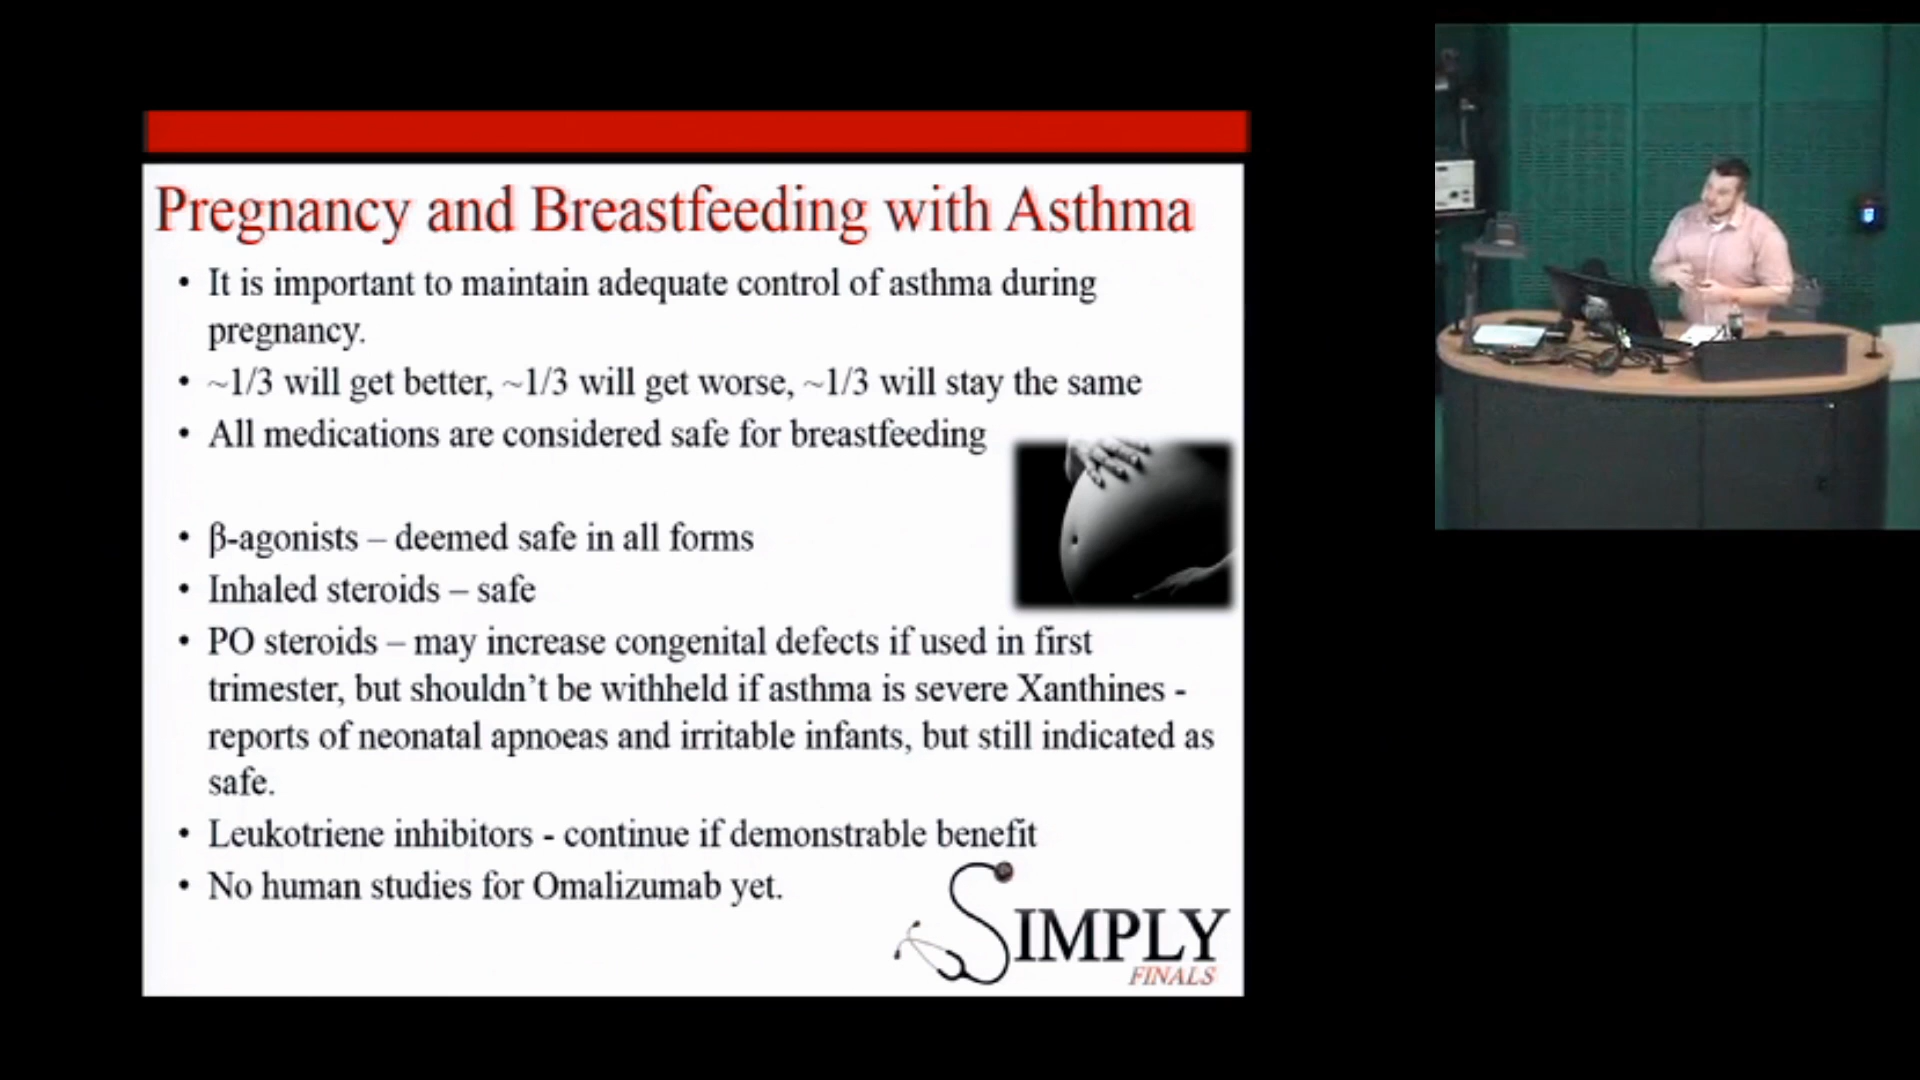 Pregnancy and Breastfeeding with Asthma
• It is important to maintain adequate control of asthma during
pregnancy.
• ~1/3 will get better, ~1/3 will get worse, ~1/3 will stay the same
• All medications are considered safe for breastfeeding
• β-agonists – deemed safe in all forms
• Inhaled steroids – safe
• PO steroids – may increase congenital defects if used in first
trimester, but shouldn’t be withheld if asthma is severe Xanthines -
reports of neonatal apnoeas and irritable infants, but still indicated as
safe.
• Leukotriene inhibitors - continue if demonstrable benefit
• No human studies for Omalizumab yet.
SIMPLY
FINALS